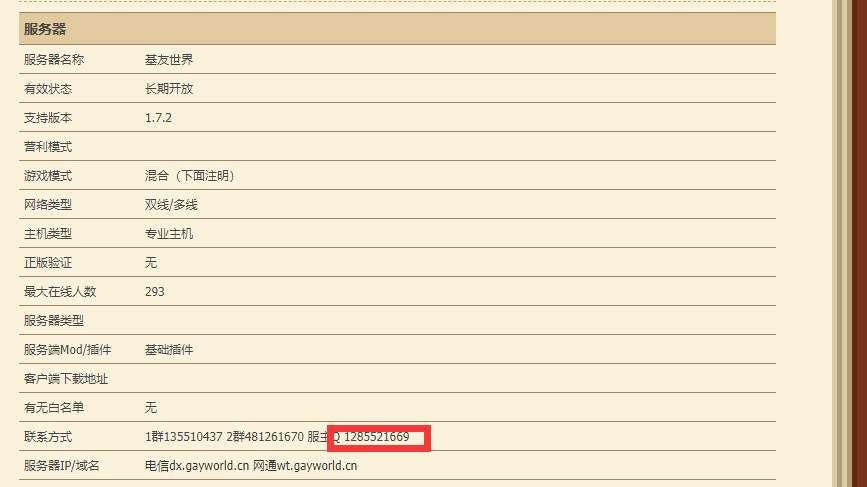 服务器
服务器名称 基友世界
有效状态 长期开放
支持版本 1.7.2
营利模式
游戏模式 混合（下面注明）
网络类型 双线/多线
主机类型 专业主机
正版验证 无
最大在线人数 293
服务器类型
服务端Mod/插件 基础插件
客户端下载地址
有无白名单 无
联系方式 1群135510437 2群481261670 服主Q 1285521669
服务器IP/域名 电信dx.gayworld.cn 网通wt.gayworld.cn